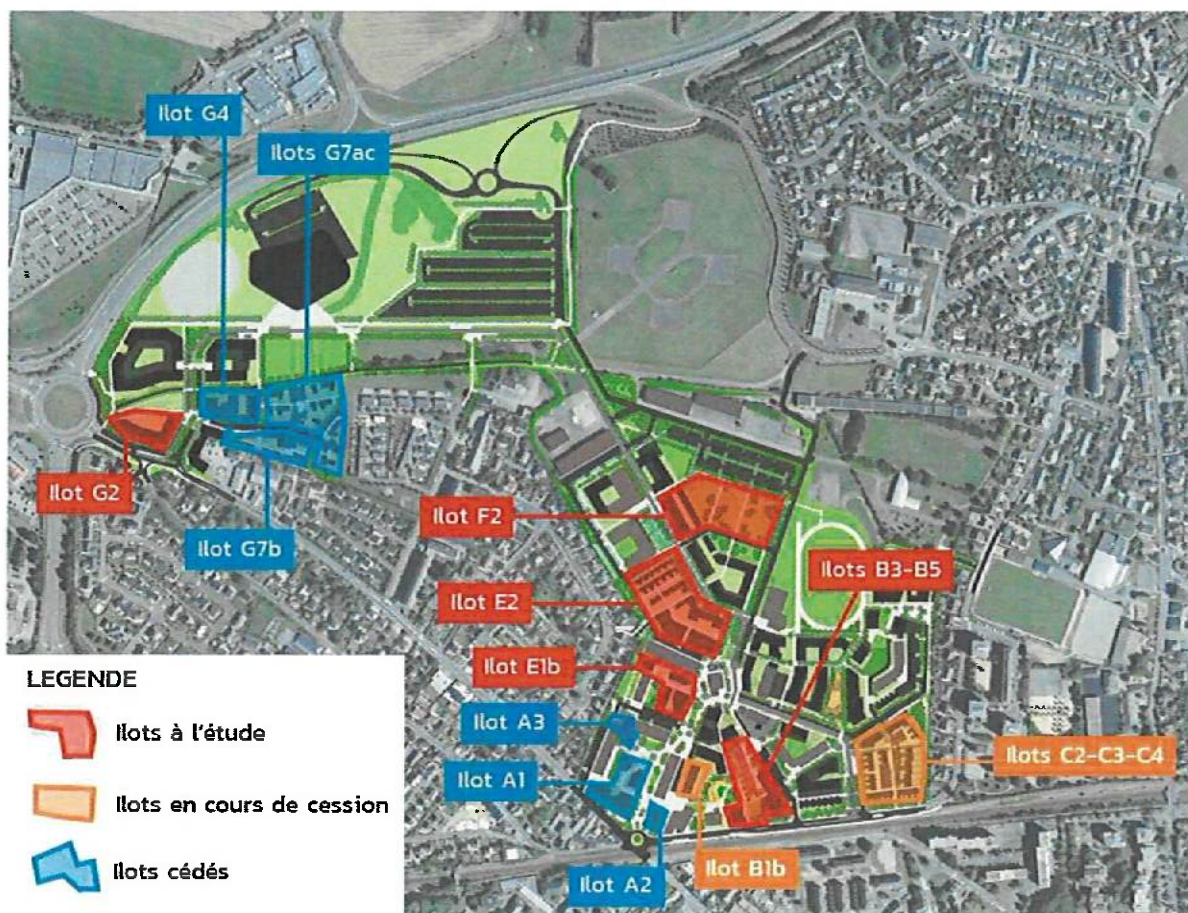 Ilot G4
Ilots G7ac
Ilot G2
Ilot G7b
Ilot F2
Ilots B3-B5
Ilot E2
Ilot E1b
Ilot A3
Ilot A1
Ilots C2-C3-C4
Ilot B1b
Ilot A2
LEGENDE
Ilots à l'étude
Ilots en cours de cession
Ilots cédés